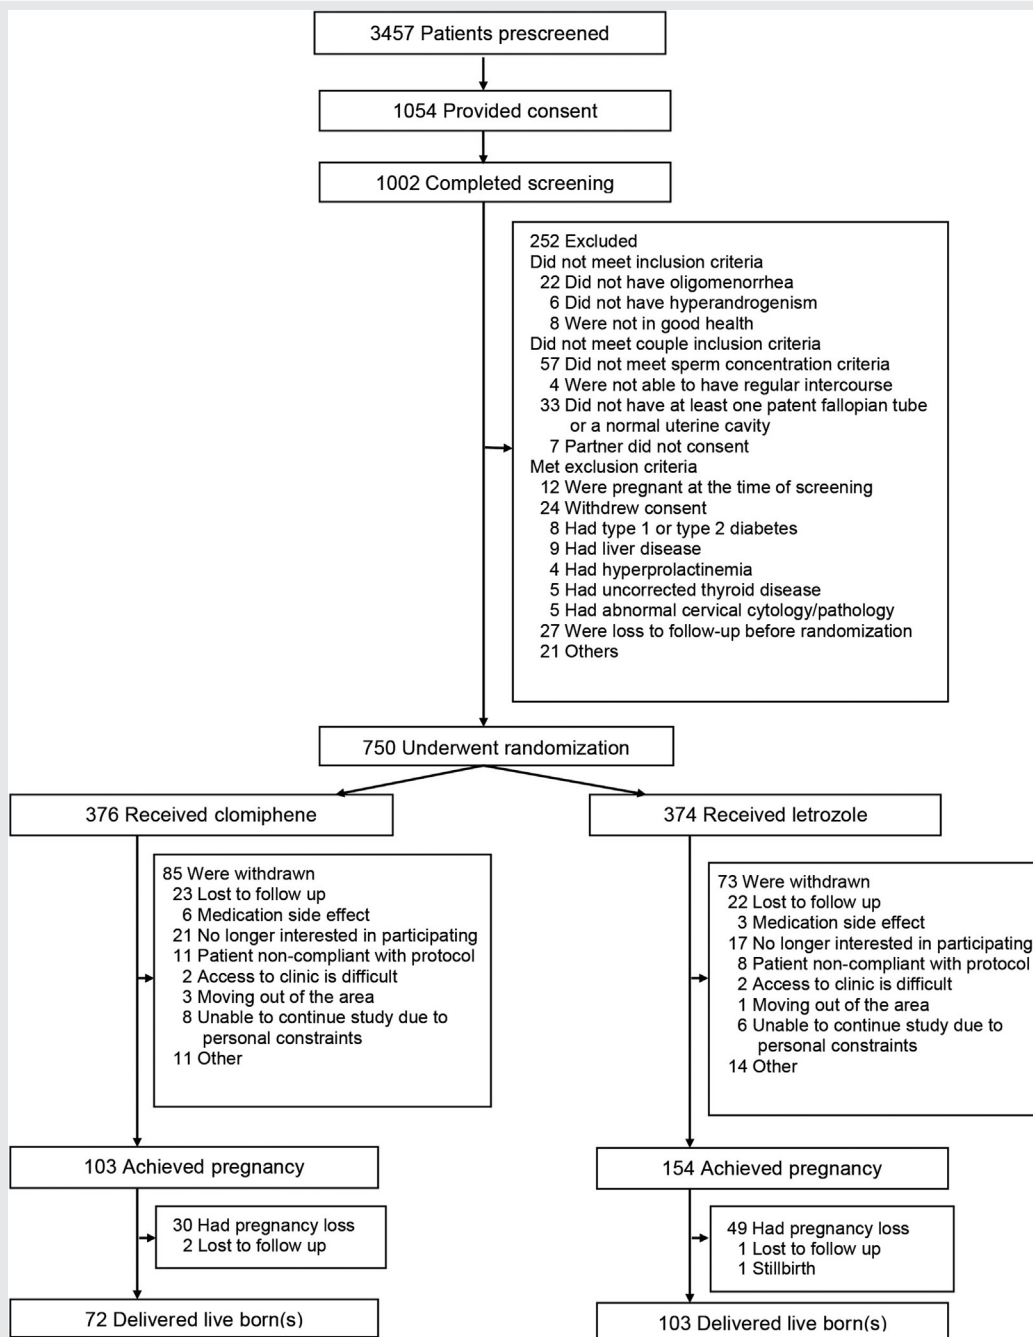 3457 Patients prescreened
1054 Provided consent
1002 Completed screening
252 Excluded
Did not meet inclusion criteria
22 Did not have oligomenorrhea
6 Did not have hyperandrogenism
8 Were not in good health
Did not meet couple inclusion criteria
57 Did not meet sperm concentration criteria
4 Were not able to have regular intercourse
33 Did not have at least one patent fallopian tube
or a normal uterine cavity
7 Partner did not consent
Met exclusion criteria
12 Were pregnant at the time of screening
24 Withdrew consent
8 Had type 1 or type 2 diabetes
9 Had liver disease
4 Had hyperprolactinemia
5 Had uncorrected thyroid disease
5 Had abnormal cervical cytology/pathology
27 Were loss to follow-up before randomization
21 Others
750 Underwent randomization
376 Received clomiphene
85 Were withdrawn
23 Lost to follow up
6 Medication side effect
21 No longer interested in participating
11 Patient non-compliant with protocol
2 Access to clinic is difficult
3 Moving out of the area
8 Unable to continue study due to
personal constraints
11 Other
103 Achieved pregnancy
30 Had pregnancy loss
2 Lost to follow up
72 Delivered live born(s)
374 Received letrozole
73 Were withdrawn
22 Lost to follow up
3 Medication side effect
17 No longer interested in participating
8 Patient non-compliant with protocol
2 Access to clinic is difficult
1 Moving out of the area
6 Unable to continue study due to
personal constraints
14 Other
154 Achieved pregnancy
49 Had pregnancy loss
1 Lost to follow up
1 Stillbirth
103 Delivered live born(s)